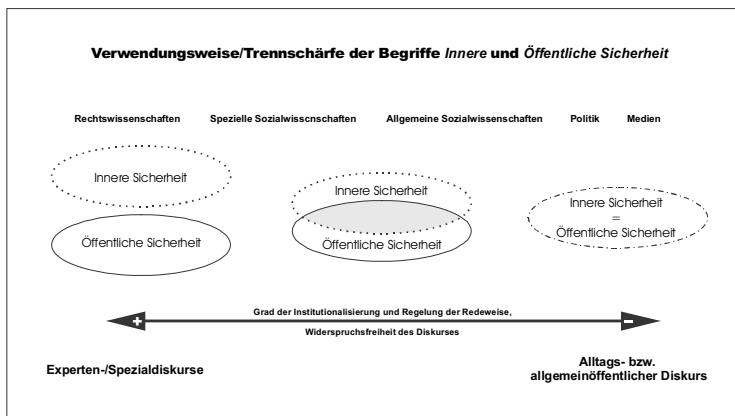 Verwendungsweise/Trennschärfe der Begriffe Innere und Öffentliche Sicherheit
Rechtswissenschaften Spezielle Sozialwisscnschaften Allgemeine Sozialwissenschaften Politik Medien
Innere Sicherheit
Öffentliche Sicherheit
Innere Sicherheit
Öffentliche Sicherheit
Innere Sicherheit
=
Öffentliche Sicherheit
Grad der Institutionalisierung und Regelung der Redeweise,
+ -
Widerspruchsfreiheit des Diskurses
Experten-/Spezialdiskurse
Alltags- bzw.
allgemeinöffentlicher Diskurs